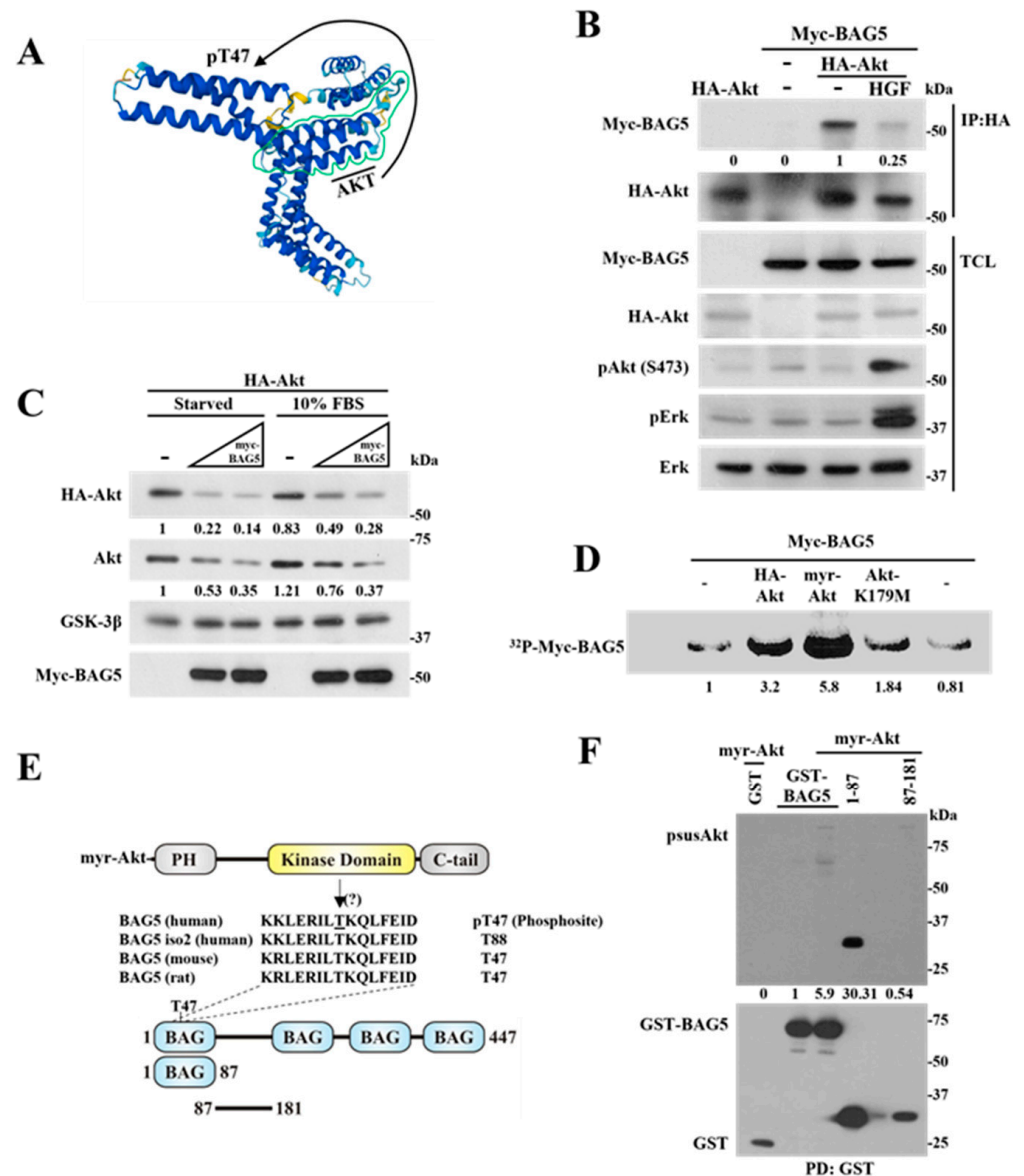 A
pT47
AKT
B
Myc-BAG5
- HA-Akt
HA-Akt - - HGF kDa
Myc-BAG5 -50 IP:HA
0 0 1 0.25
HA-Akt -50
Myc-BAG5 -50 TCL
HA-Akt -50
pAkt (S473) -50
pErk -37
Erk -37
C
HA-Akt
Starved 10% FBS
- myc-BAG5 - myc-BAG5 kDa
HA-Akt -50
1 0.22 0.14 0.83 0.49 0.28
-75
Akt
1 0.53 0.35 1.21 0.76 0.37
GSK-3β -37
Myc-BAG5 -50
D
Myc-BAG5
- HA-Akt myr-Akt Akt-K179M -
³²P-Myc-BAG5
1 3.2 5.8 1.84 0.81
E
myr-Akt PH Kinase Domain C-tail
(?)
BAG5 (human) KKLERILTKQLFEID pT47 (Phosphosite)
BAG5 iso2 (human) KKLERILTKQLFEID T88
BAG5 (mouse) KRLERILTKQLFEID T47
BAG5 (rat) KRLERILTKQLFEID T47
T47
1 BAG BAG BAG BAG 447
1 BAG 87
87 181
F
myr-Akt myr-Akt
GST GST-BAG5 1-87 87-181
kDa
psusAkt
-75
-50
-37
-25
0 1 5.9 30.31 0.54
GST-BAG5 -75
-50
-37
GST -25
PD: GST